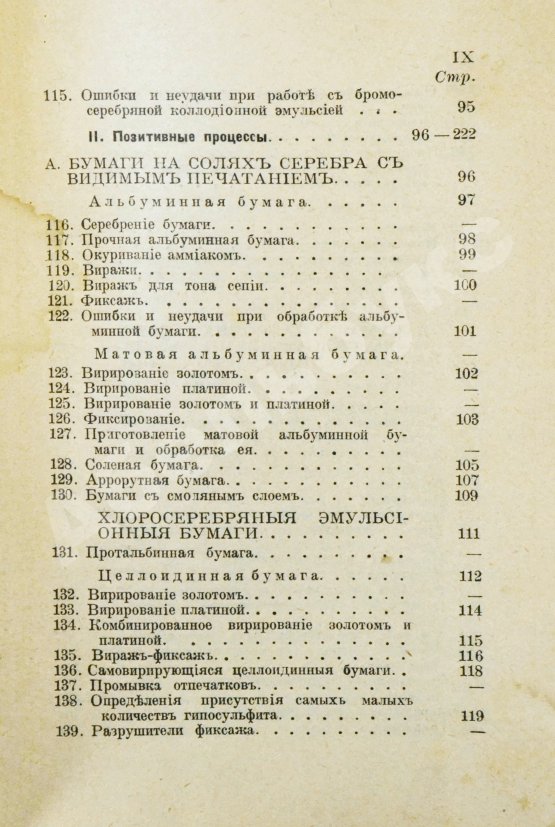 IX
Стр.
115. Ошибки и неудачи при работѣ съ бромо-
серебряной коллодіонной эмульсіей . . . 95
II. Позитивные процессы. . . . . . . . 96 — 222
А. БУМАГИ НА СОЛЯХЪ СЕРЕБРА СЪ
ВИДИМЫМЪ ПЕЧАТАНІЕМЪ. . . . . 96
Альбуминная бумага. . . . . . 97
116. Серебреніе бумаги. . . . . . . . . . —
117. Прочная альбуминная бумага. . . . . . 98
118. Окуриваніе амміакомъ. . . . . . . . . 99
119. Виражи. . . . . . . . . . . . . . —
120. Виражъ для тона сепіи. . . . . . . . 100
121. Фиксажъ. . . . . . . . . . . . . —
122. Ошибки и неудачи при обработкѣ альбу-
минной бумаги. . . . . . . . . . . 101
Матовая альбуминная бумага. —
123. Вирированіе золотомъ. . . . . . . . . 102
124. Вирированіе платиной. . . . . . . . . —
125. Вирированіе золотомъ и платиной. . . . . —
126. Фиксированіе. . . . . . . . . . . . 103
127. Приготовленіе матовой альбуминной бу-
маги и обработка ея. . . . . . . . . —
128. Соленая бумага. . . . . . . . . . . 105
129. Аррорутная бумага. . . . . . . . . . 107
130. Бумаги съ смолянымъ слоемъ. . . . . . 109
ХЛОРОСЕРЕБРЯНЫЯ ЭМУЛЬСІ-
ОННЫЯ БУМАГИ. . . . . . . . . 111
131. Протальбинная бумага. . . . . . . . . —
Целлоидинная бумага. . . . . 112
132. Вирированіе золотомъ. . . . . . . . . —
133. Вирированіе платиной. . . . . . . . . 114
134. Комбинированное вирированіе золотомъ и
платиной. . . . . . . . . . . . . 115
135. Виражъ-фиксажъ. . . . . . . . . . . 116
136. Самовирирующіяся целлоидинныя бумаги. . 118
137. Промывка отпечатковъ. . . . . . . . . —
138. Опредѣленія присутствія самыхъ малыхъ
количествъ гипосульфита. . . . . . . . 119
139. Разрушители фиксажа. . . . . . . . . —